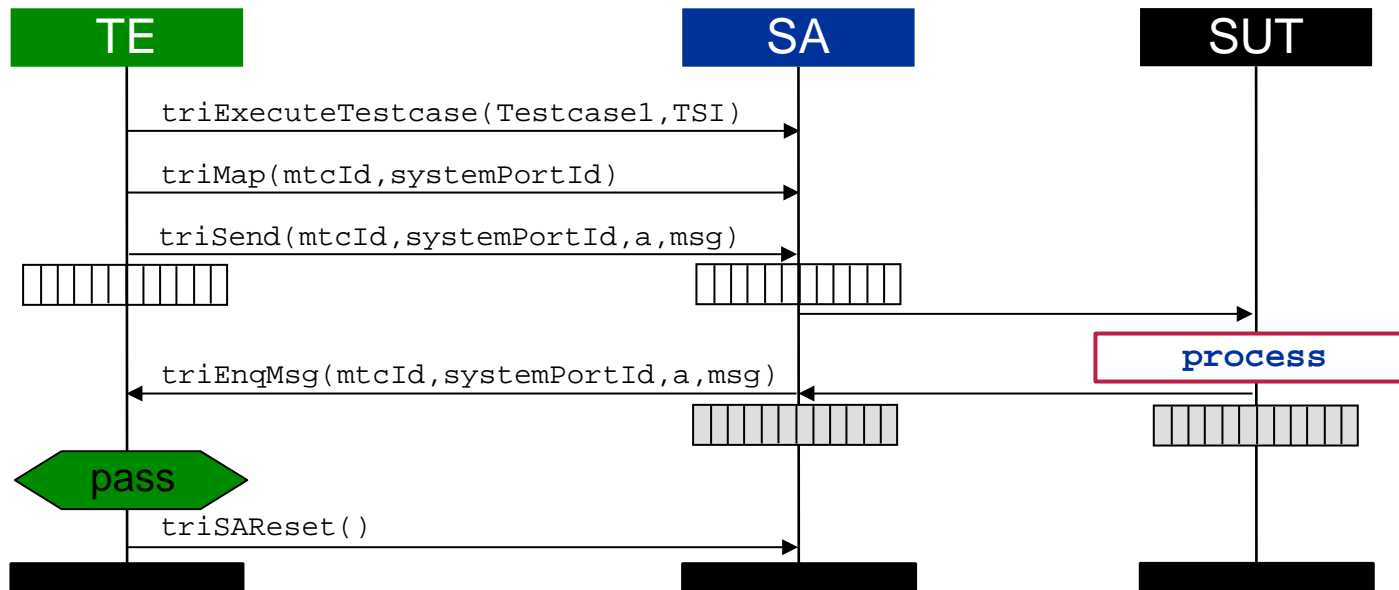 TE
SA
SUT
triExecuteTestcase(Testcase1,TSI)
triMap(mtcId,systemPortId)
triSend(mtcId,systemPortId,a,msg)
process
triEnqMsg(mtcId,systemPortId,a,msg)
pass
triSAReset()